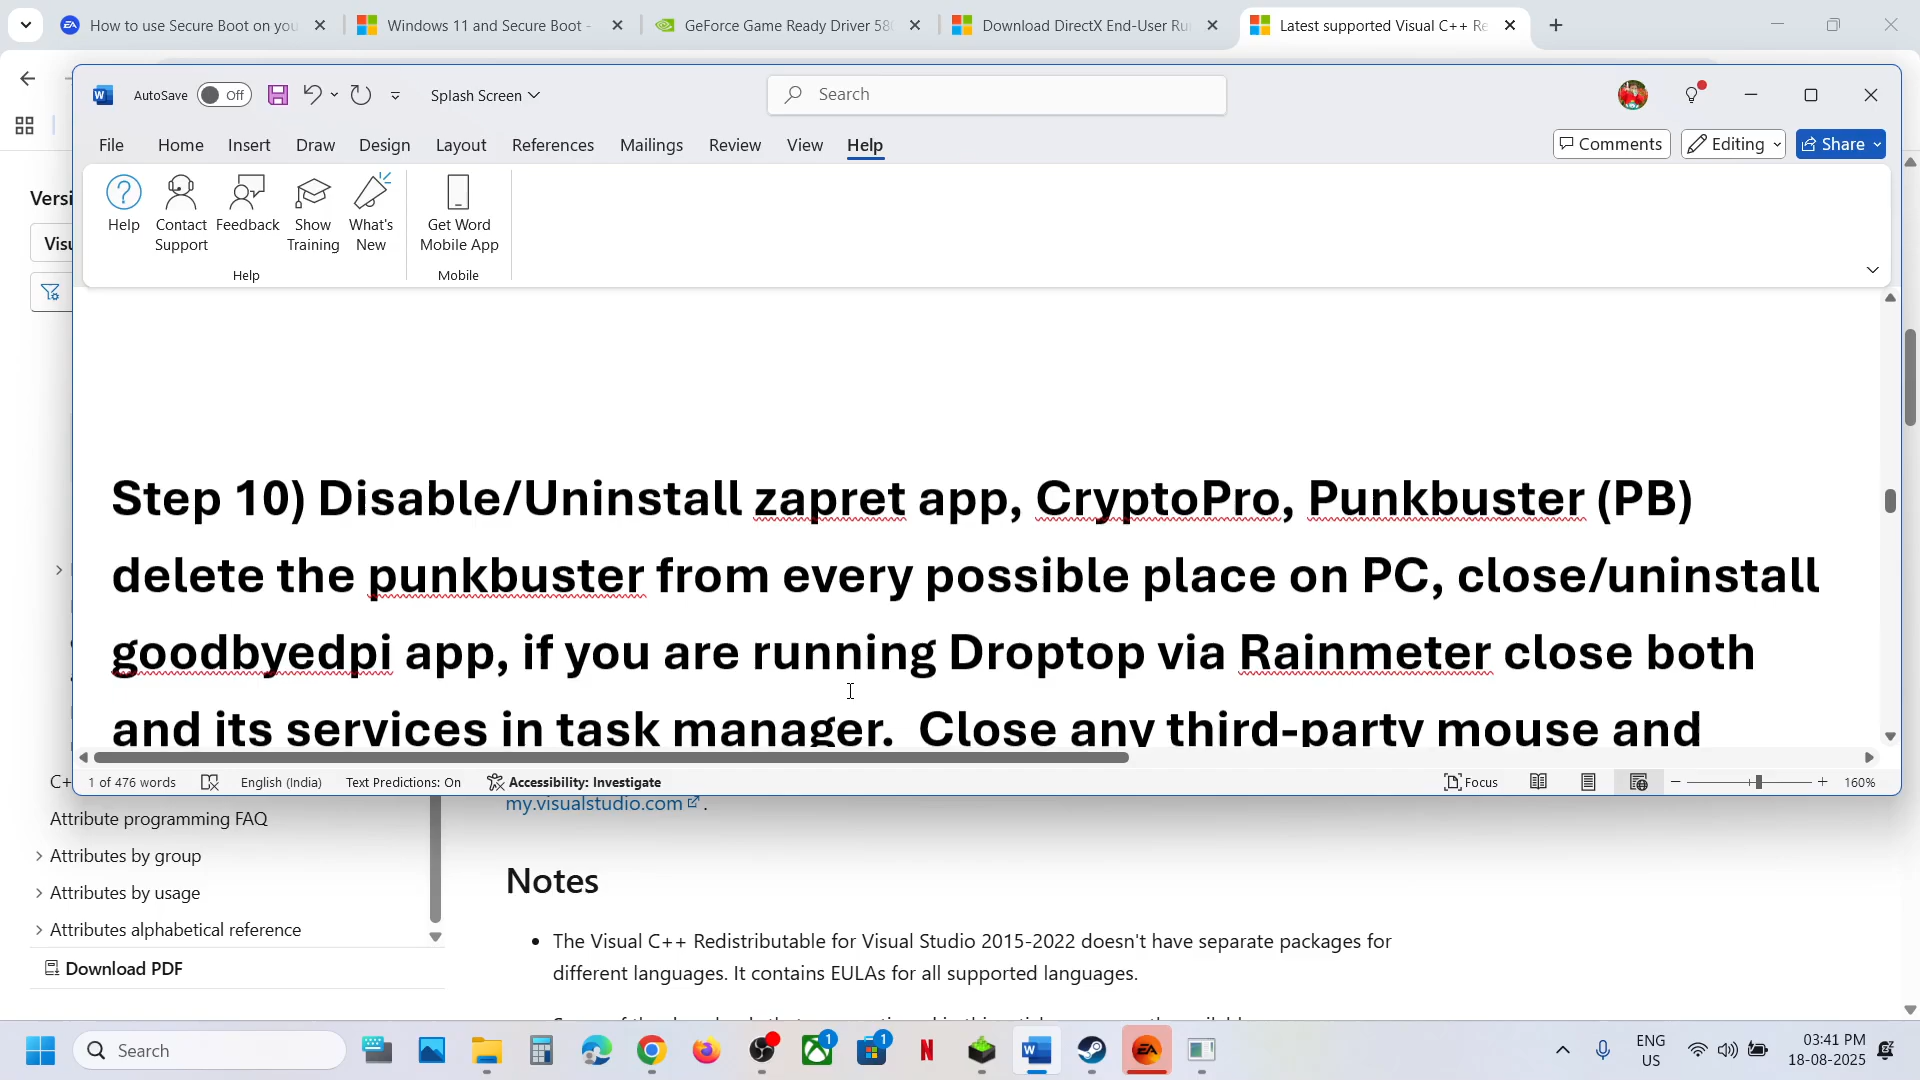 How to use Secure Boot on you
Windows 11 and Secure Boot -
GeForce Game Ready Driver 58
Download DirectX End-User Ru
Latest supported Visual C++ Re
AutoSave
Off
Splash Screen
Search
File
Home
Insert
Draw
Design
Layout
References
Mailings
Review
View
Help
Comments
Editing
Share
Help
Contact Support
Feedback
Show Training
What's New
Get Word Mobile App
Help
Mobile
Versi
Visu
Step 10) Disable/Uninstall zapret app, CryptoPro, Punkbuster (PB)
delete the punkbuster from every possible place on PC, close/uninstall
goodbyedpi app, if you are running Droptop via Rainmeter close both
and its services in task manager.  Close any third-party mouse and
1 of 476 words
English (India)
Text Predictions: On
Accessibility: Investigate
Focus
160%
C+
my.visualstudio.com .
Attribute programming FAQ
Attributes by group
Attributes by usage
Attributes alphabetical reference
Download PDF
Notes
• The Visual C++ Redistributable for Visual Studio 2015-2022 doesn't have separate packages for
different languages. It contains EULAs for all supported languages.
Search
1
1
ENG
US
03:41 PM
18-08-2025